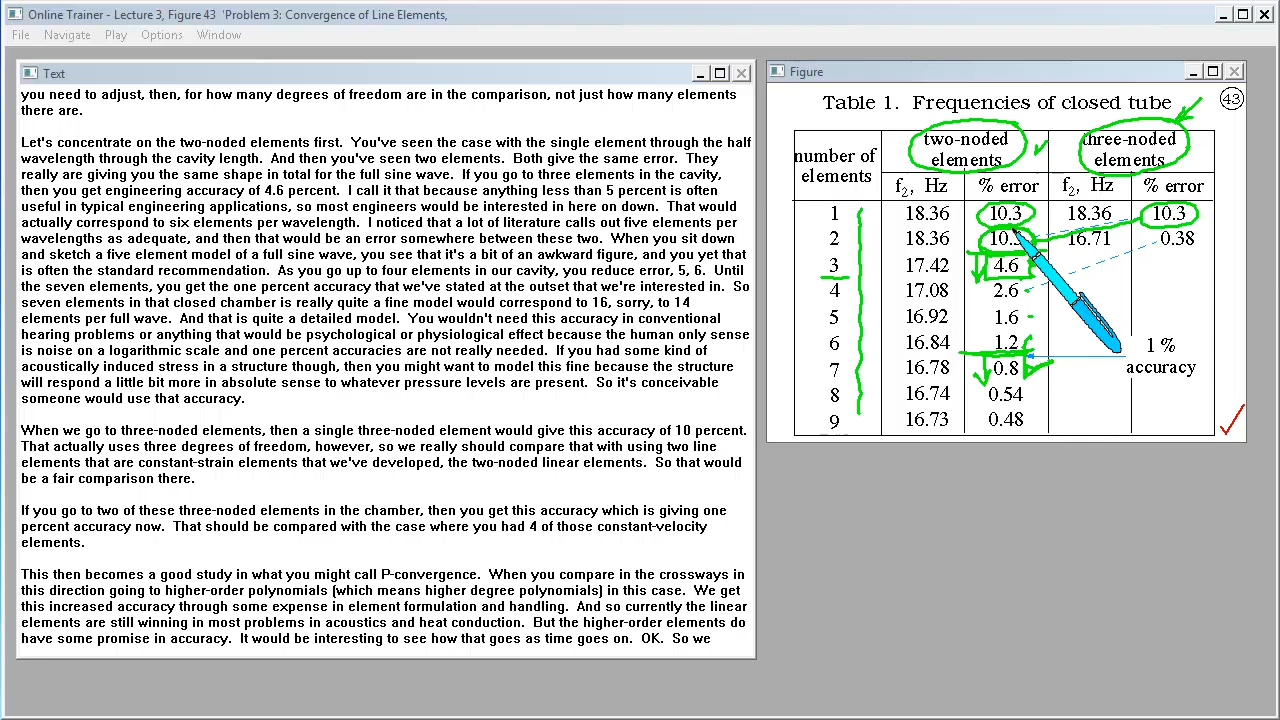 Online Trainer - Lecture 3, Figure 43 'Problem 3: Convergence of Line Elements,
File Navigate Play Options Window
Text
you need to adjust, then, for how many degrees of freedom are in the comparison, not just how many elements
there are.
Let's concentrate on the two-noded elements first. You've seen the case with the single element through the half
wavelength through the cavity length. And then you've seen two elements. Both give the same error. They
really are giving you the same shape in total for the full sine wave. If you go to three elements in the cavity,
then you get engineering accuracy of 4.6 percent. I call it that because anything less than 5 percent is often
useful in typical engineering applications, so most engineers would be interested in here on down. That would
actually correspond to six elements per wavelength. I noticed that a lot of literature calls out five elements per
wavelengths as adequate, and then that would be an error somewhere between these two. When you sit down
and sketch a five element model of a full sine wave, you see that it's a bit of an awkward figure, and you yet that
is often the standard recommendation. As you go up to four elements in our cavity, you reduce error, 5, 6. Until
the seven elements, you get the one percent accuracy that we've stated at the outset that we're interested in. So
seven elements in that closed chamber is really quite a fine model would correspond to 16, sorry, to 14
elements per full wave. And that is quite a detailed model. You wouldn't need this accuracy in conventional
hearing problems or anything that would be psychological or physiological effect because the human only sense
is noise on a logarithmic scale and one percent accuracies are not really needed. If you had some kind of
acoustically induced stress in a structure though, then you might want to model this fine because the structure
will respond a little bit more in absolute sense to whatever pressure levels are present. So it's conceivable
someone would use that accuracy.
When we go to three-noded elements, then a single three-noded element would give this accuracy of 10 percent.
That actually uses three degrees of freedom, however, so we really should compare that with using two line
elements that are constant-strain elements that we've developed, the two-noded linear elements. So that would
be a fair comparison there.
If you go to two of these three-noded elements in the chamber, then you get this accuracy which is giving one
percent accuracy now. That should be compared with the case where you had 4 of those constant-velocity
elements.
This then becomes a good study in what you might call P-convergence. When you compare in the crossways in
this direction going to higher-order polynomials (which means higher degree polynomials) in this case. We get
this increased accuracy through some expense in element formulation and handling. And so currently the linear
elements are still winning in most problems in acoustics and heat conduction. But the higher-order elements do
have some promise in accuracy. It would be interesting to see how that goes as time goes on. OK. So we
Figure
Table 1. Frequencies of closed tube
43
number of
elements
two-noded
elements
three-noded
elements
f2, Hz % error f2, Hz % error
1 18.36 10.3 18.36 10.3
2 18.36 16.71 0.38
3 17.42 4.6
4 17.08 2.6
5 16.92 1.6
6 16.84 1.2
7 16.78 0.8
8 16.74 0.54
9 16.73 0.48
1 %
accuracy